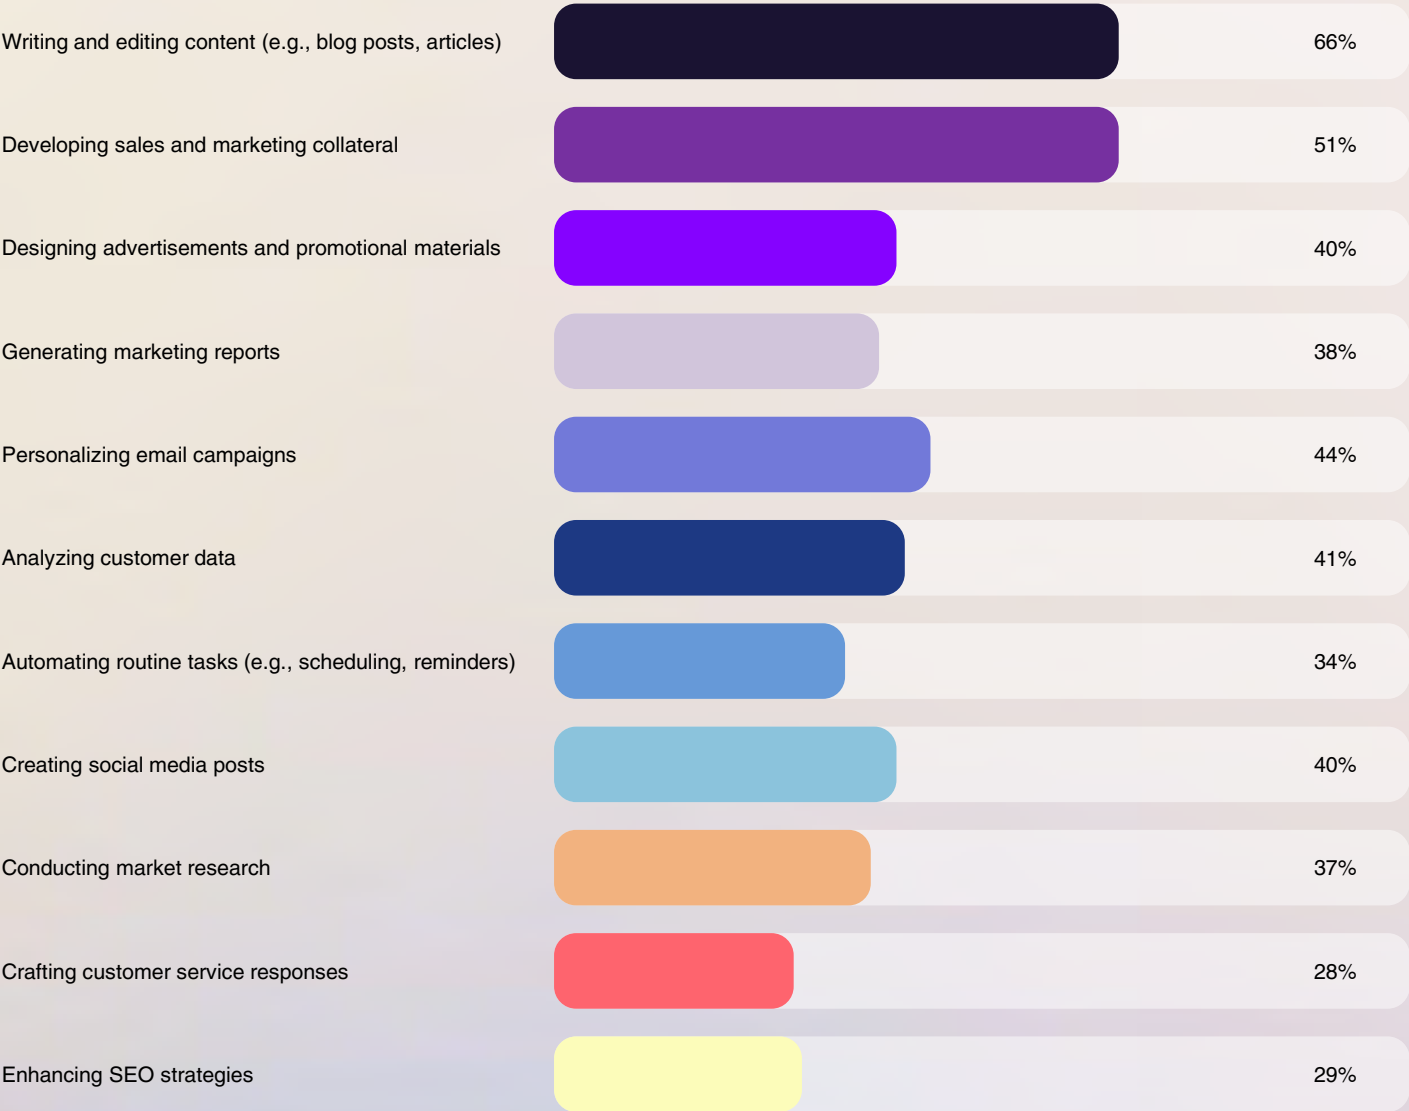 Writing and editing content (e.g., blog posts, articles) 66%
Developing sales and marketing collateral 51%
Designing advertisements and promotional materials 40%
Generating marketing reports 38%
Personalizing email campaigns 44%
Analyzing customer data 41%
Automating routine tasks (e.g., scheduling, reminders) 34%
Creating social media posts 40%
Conducting market research 37%
Crafting customer service responses 28%
Enhancing SEO strategies 29%